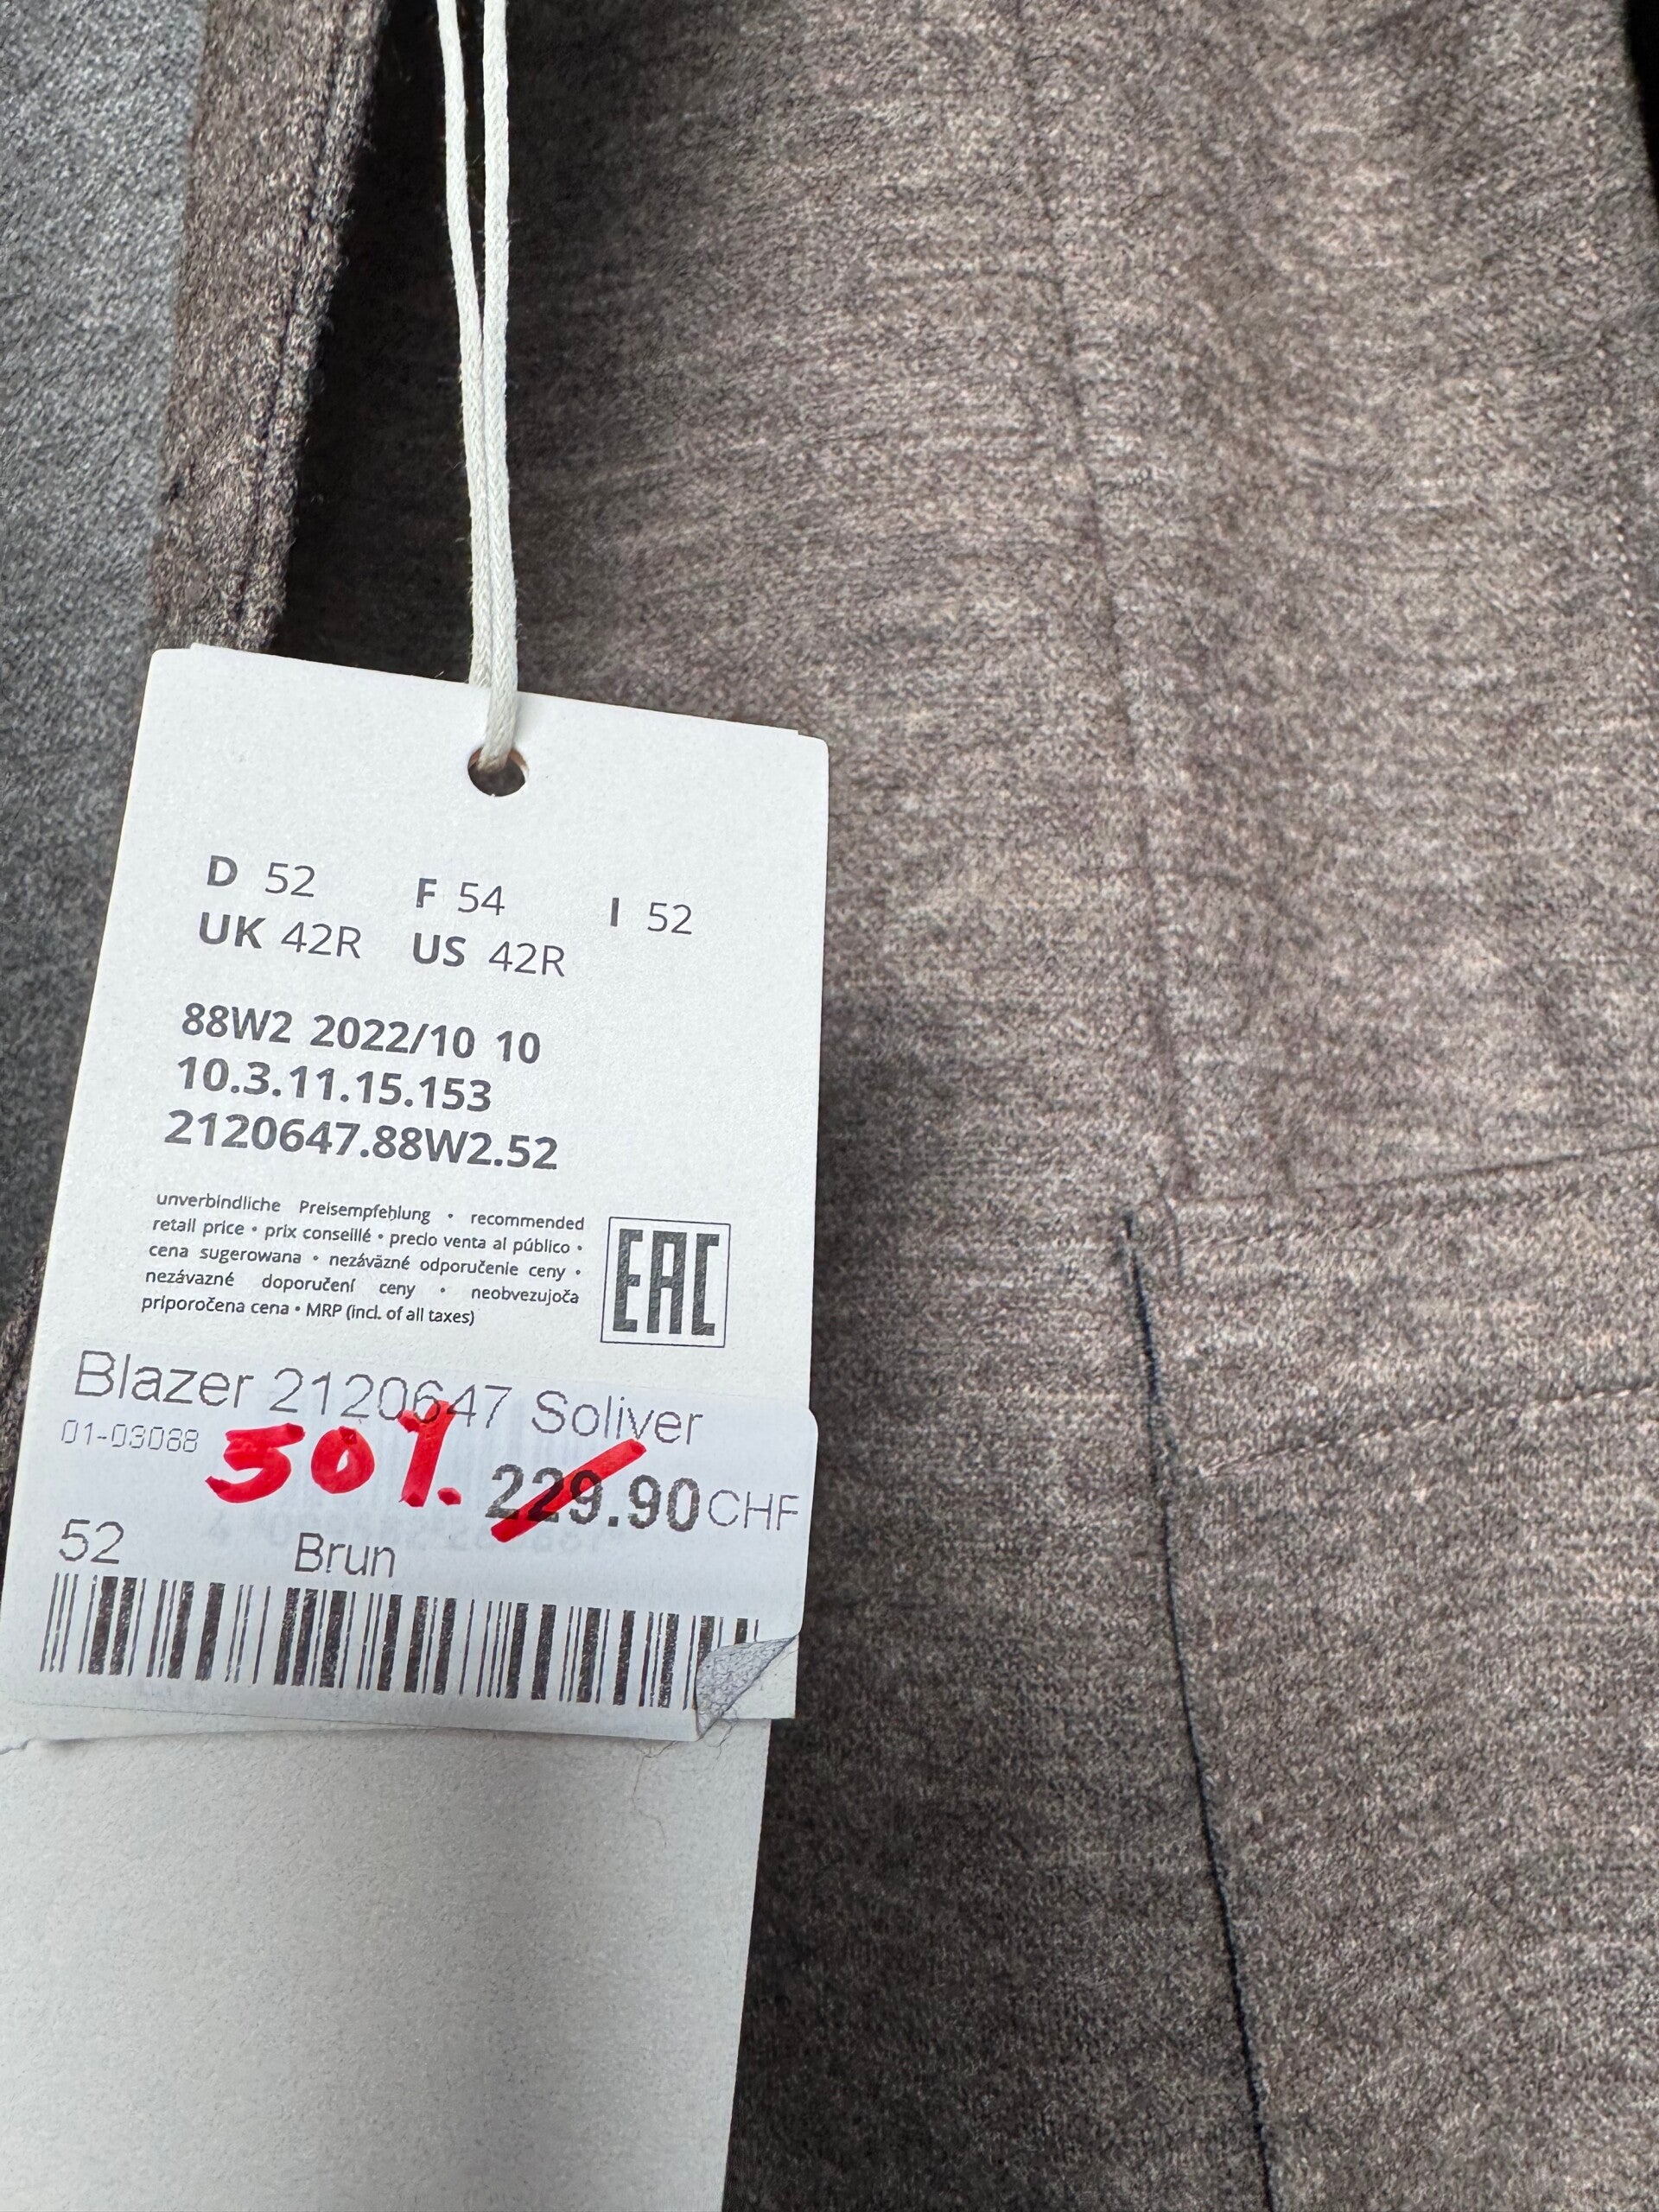 D 52 F 54 I 52
UK 42R US 42R
88W2 2022/10 10
10.3.11.15.153
2120647.88W2.52
unverbindliche Preisempfehlung • recommended
retail price • prix conseillé • precio venta al público •
cena sugerowana • nezáväzné odporučenie ceny •
nezávazné doporučení ceny • neobvezujoča
priporočena cena • MRP (incl. of all taxes)
EAC
Blazer 2120647 Soliver
01-03088 50% 229.90 CHF
52 Brun